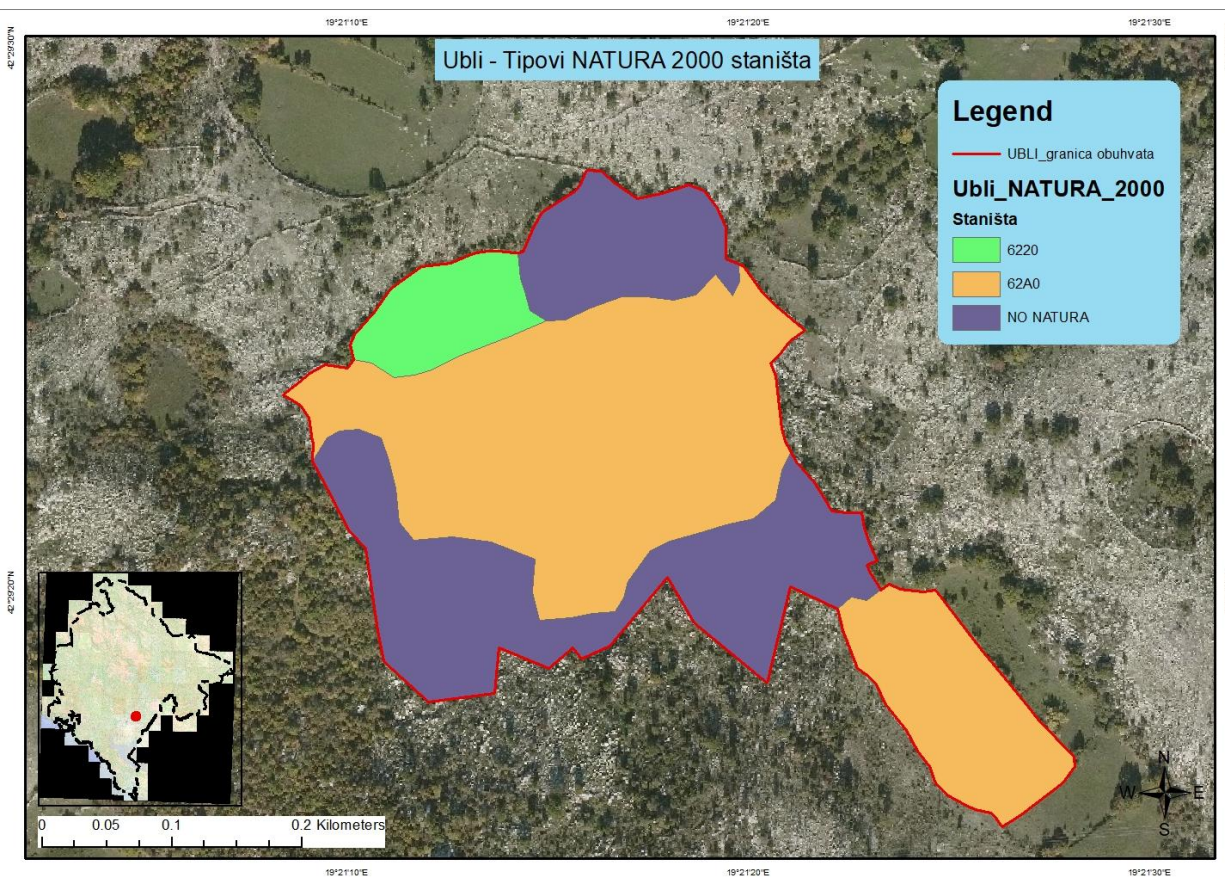 19°21'10"E
19°21'20"E
19°21'30"E
42°29'30"N
Ubli - Tipovi NATURA 2000 staništa
Legend
UBLI_granica obuhvata
Ubli_NATURA_2000
Staništa
6220
62A0
NO NATURA
42°29'20"N
N
W
E
S
0 0.05 0.1 0.2 Kilometers
19°21'10"E
19°21'20"E
19°21'30"E